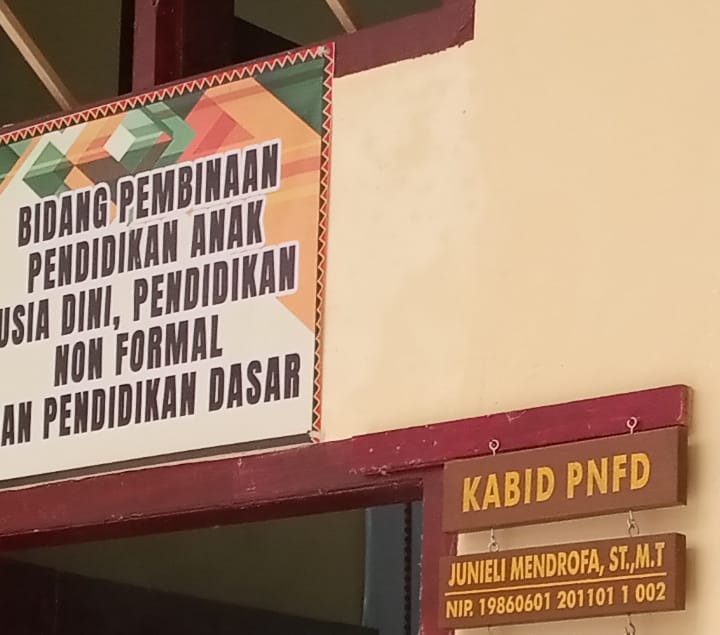 BIDANG PEMBINAAN
PENDIDIKAN ANAK
USIA DINI, PENDIDIKAN
NON FORMAL
AN PENDIDIKAN DASAR
KABID PNFD
JUNIELI MENDROFA, ST.,M.T
NIP. 19860601 201101 1 002